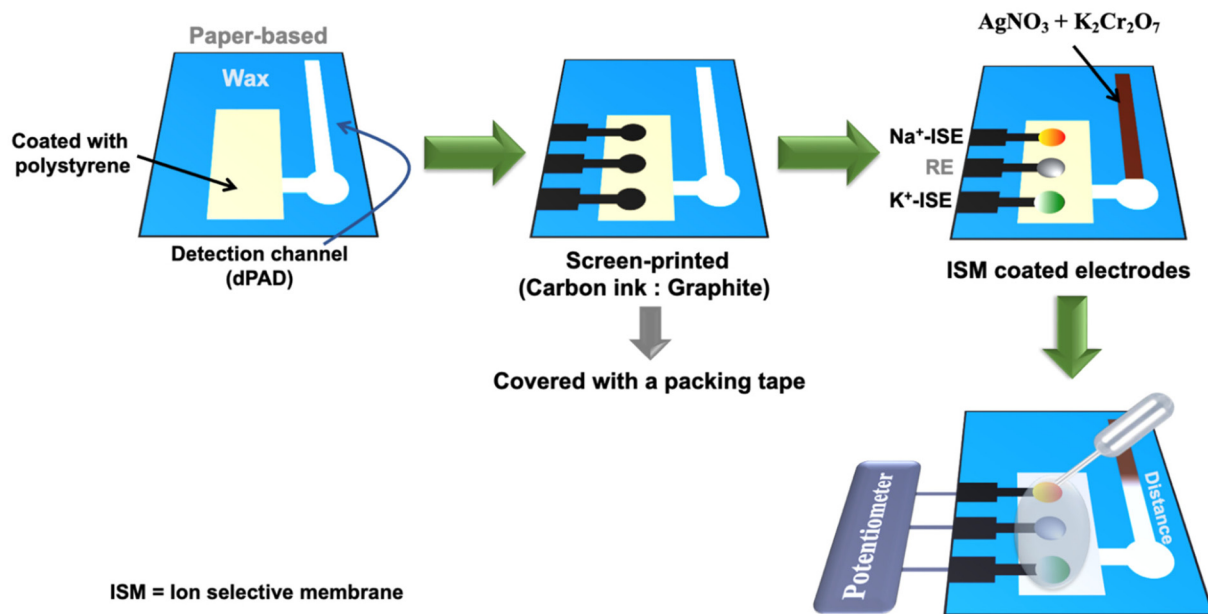 Paper-based
Wax
Coated with
polystyrene
Detection channel
(dPAD)
Screen-printed
(Carbon ink : Graphite)
Covered with a packing tape
AgNO₃ + K₂Cr₂O₇
Na⁺-ISE
RE
K⁺-ISE
ISM coated electrodes
Potentiometer
Distance
ISM = Ion selective membrane